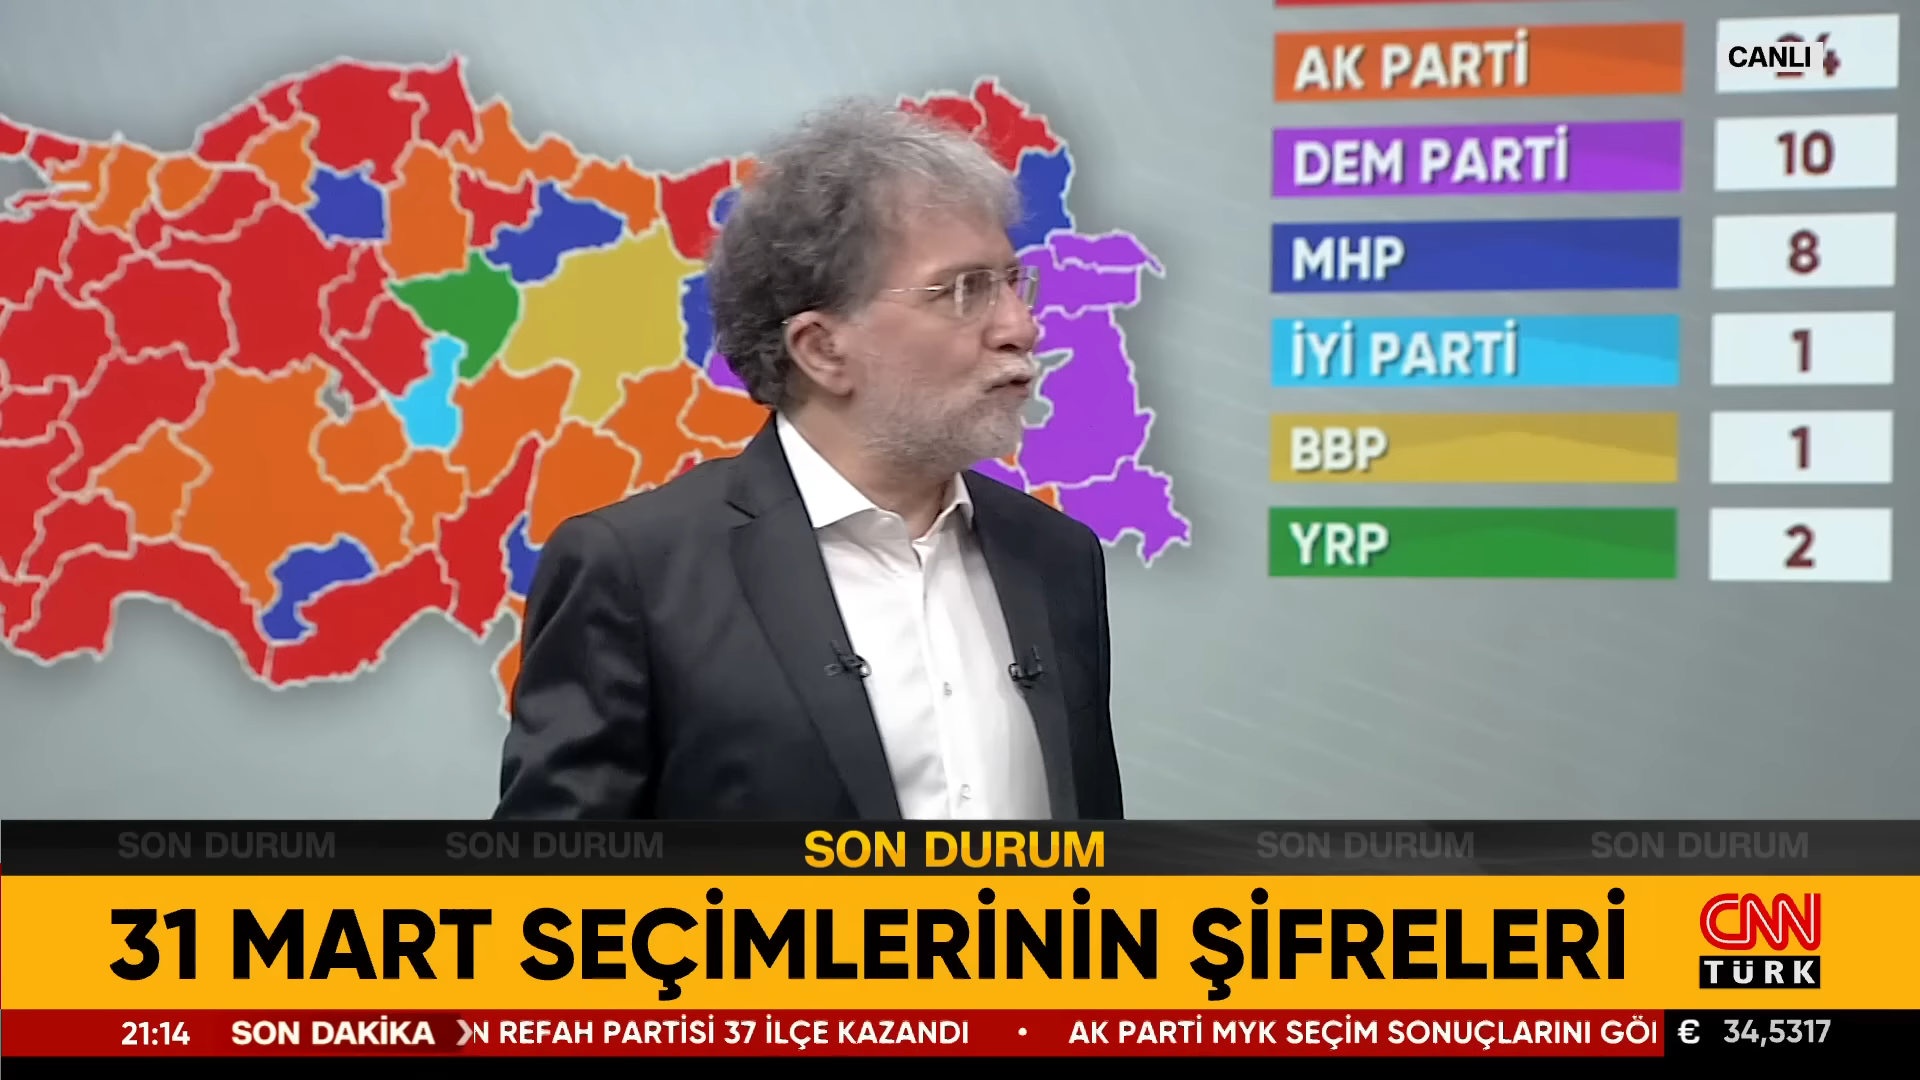 AK PARTİ
CANLI
DEM PARTİ 10
MHP 8
İYİ PARTİ 1
BBP 1
YRP 2
SON DURUM SON DURUM SON DURUM SON DURUM SON DURUM
31 MART SEÇİMLERİNİN ŞİFRELERİ
CNN
TÜRK
21:14 SON DAKİKA N REFAH PARTİSİ 37 İLÇE KAZANDI • AK PARTİ MYK SEÇİM SONUÇLARINI € 34,5317